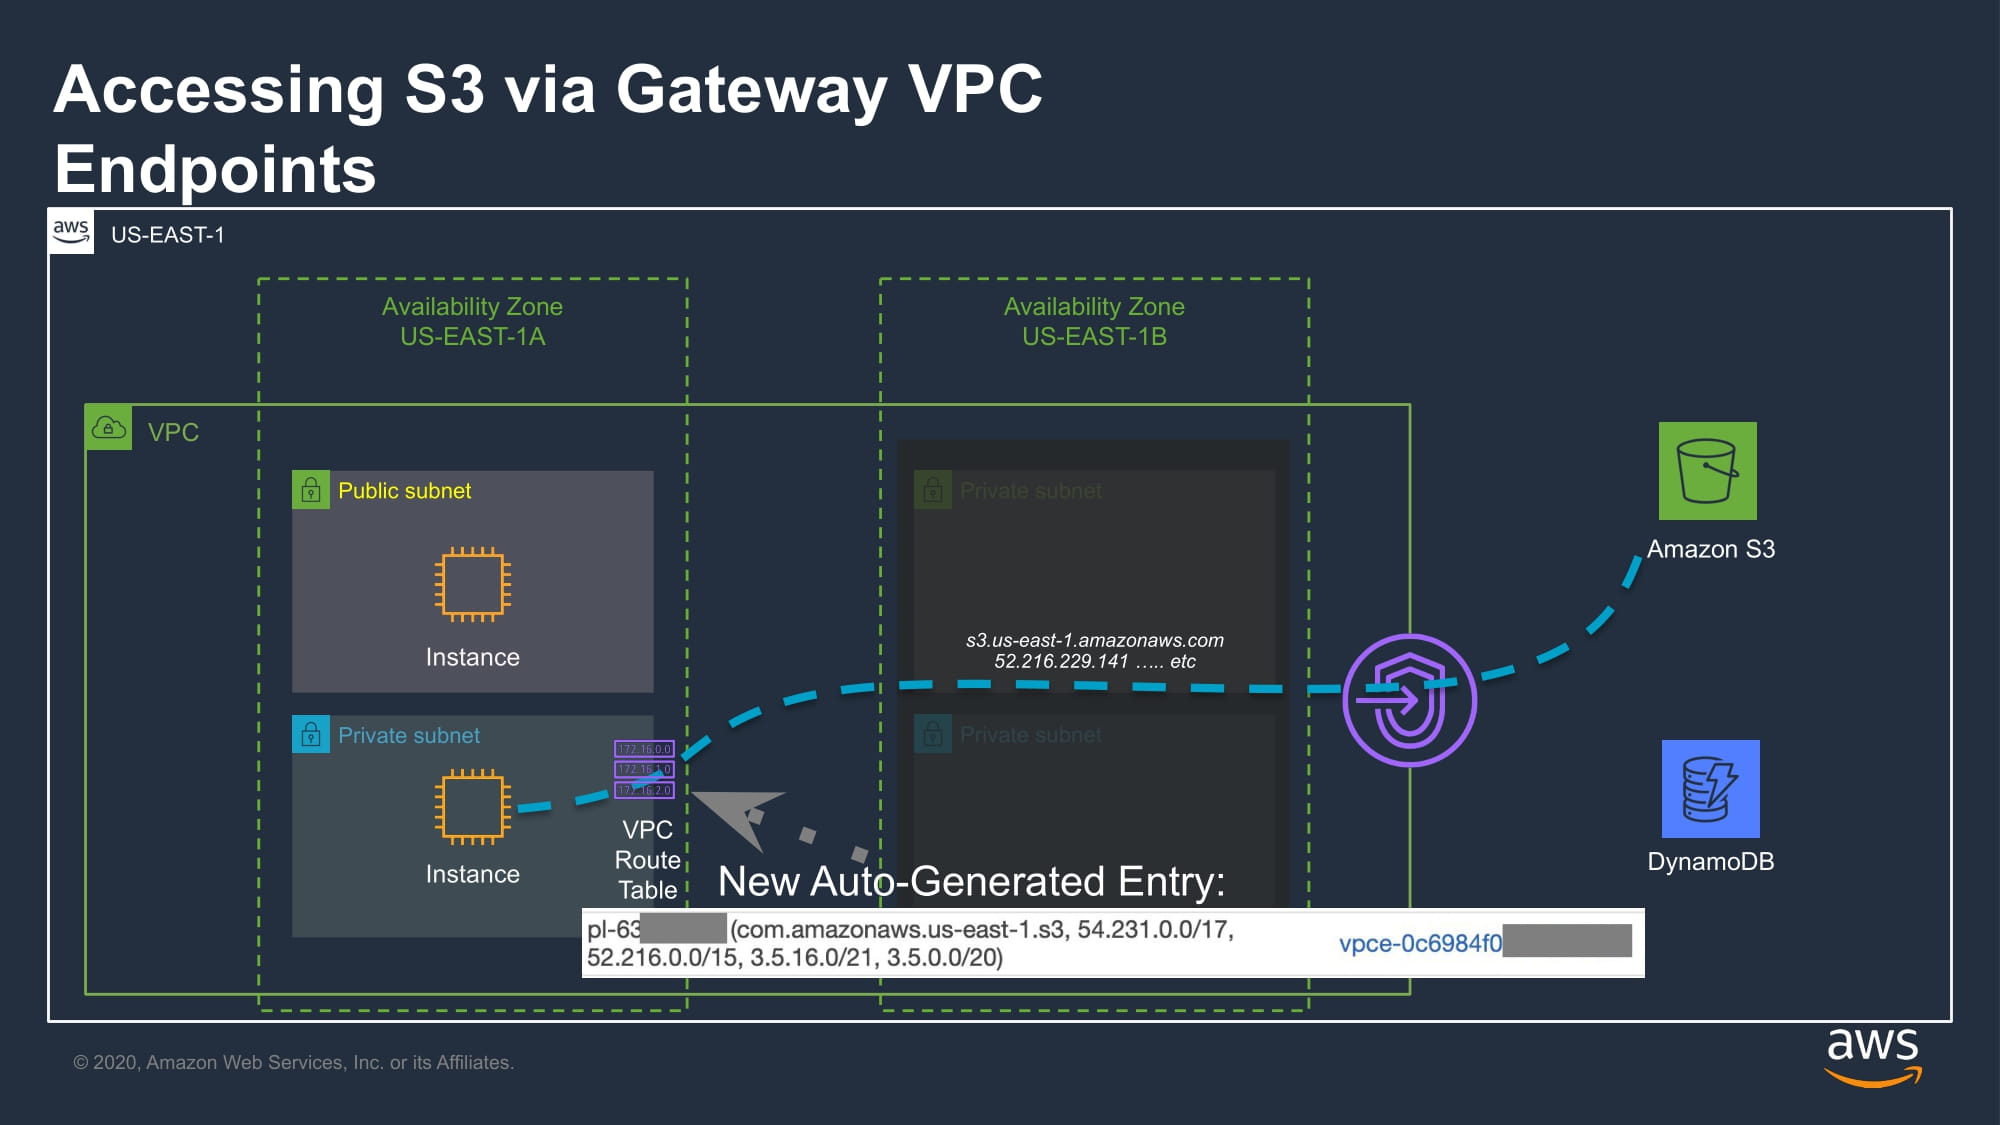 Accessing S3 via Gateway VPC
Endpoints
aws
US-EAST-1
Availability Zone
US-EAST-1A
Availability Zone
US-EAST-1B
VPC
Public subnet
Instance
Private subnet
Instance
172.16.0.0
172.16.1.0
172.16.2.0
VPC
Route
Table
Private subnet
s3.us-east-1.amazonaws.com
52.216.229.141 ….. etc
Private subnet
Amazon S3
DynamoDB
New Auto-Generated Entry:
pl-63 (com.amazonaws.us-east-1.s3, 54.231.0.0/17,
52.216.0.0/15, 3.5.16.0/21, 3.5.0.0/20)
vpce-0c6984f0
© 2020, Amazon Web Services, Inc. or its Affiliates.
aws